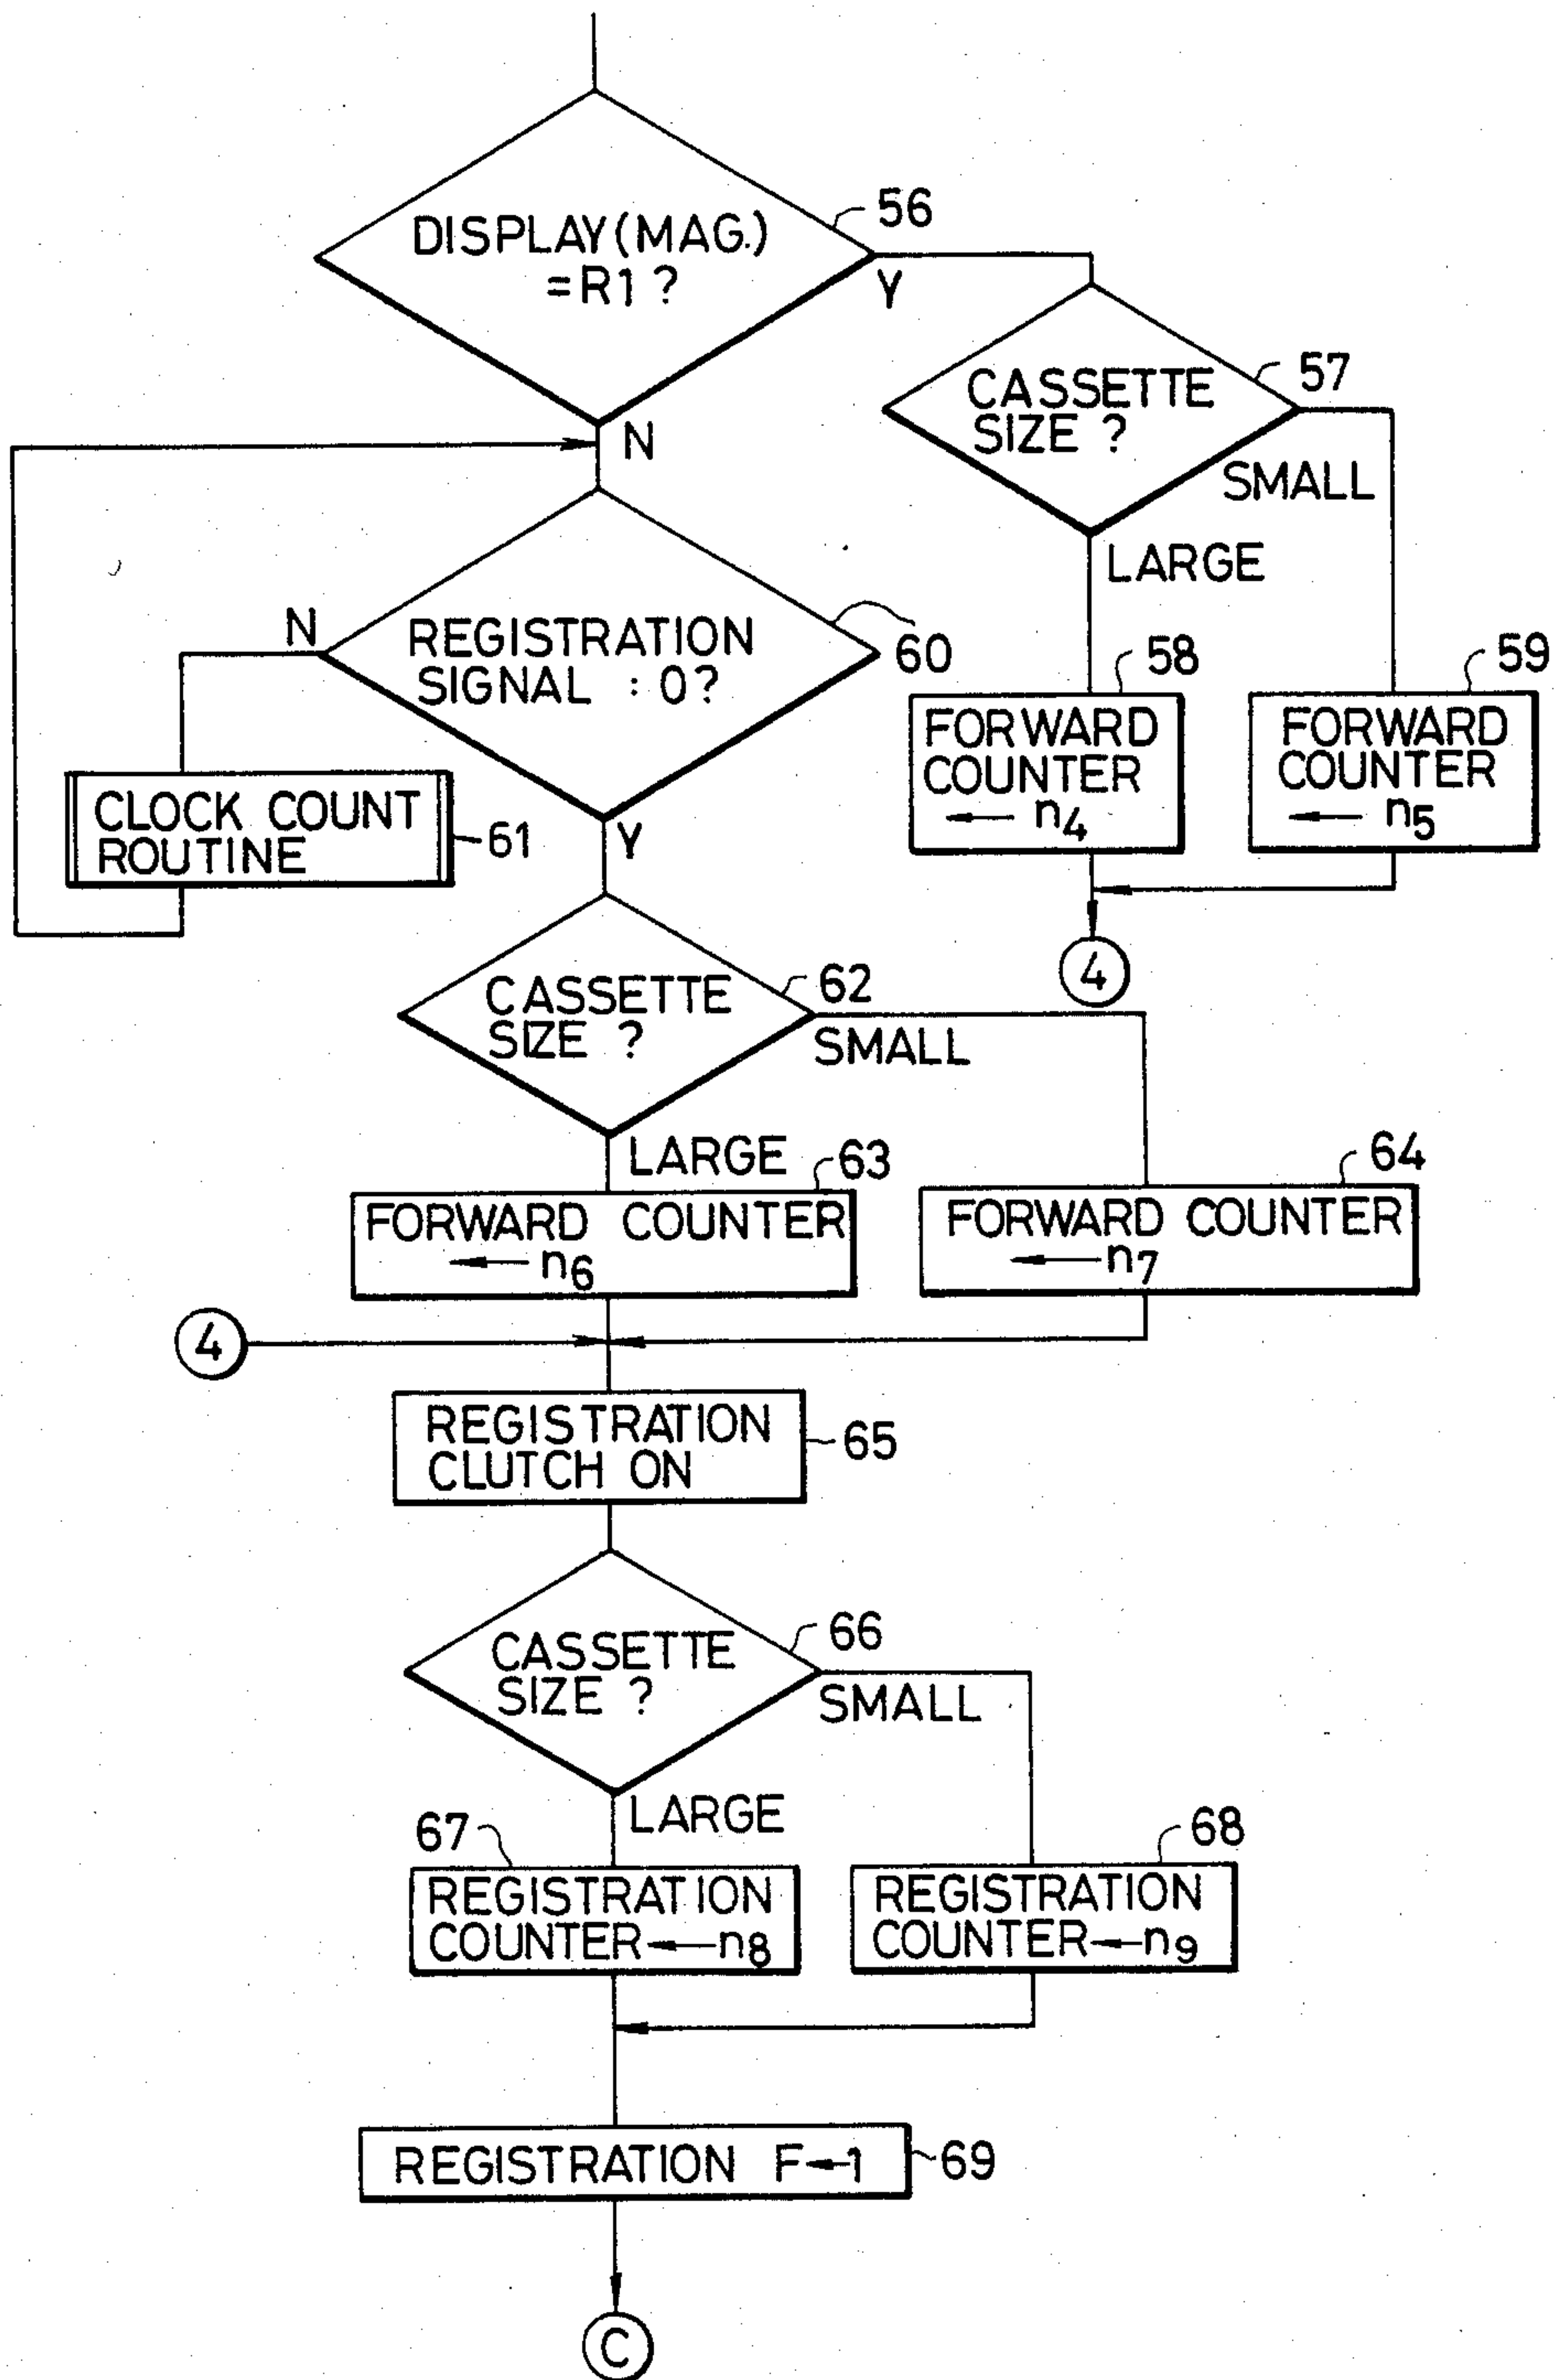 DISPLAY(MAG.)
=R1 ?
56
Y
N
CASSETTE
SIZE ?
57
SMALL
LARGE
REGISTRATION
SIGNAL : 0?
60
N
Y
58
FORWARD
COUNTER
← n4
59
FORWARD
COUNTER
← n5
CLOCK COUNT
ROUTINE
61
4
CASSETTE
SIZE ?
62
SMALL
LARGE
63
FORWARD COUNTER
← n6
64
FORWARD COUNTER
← n7
4
REGISTRATION
CLUTCH ON
65
CASSETTE
SIZE ?
66
SMALL
LARGE
67
REGISTRATION
COUNTER ← n8
68
REGISTRATION
COUNTER ← n9
REGISTRATION F←1
69
C